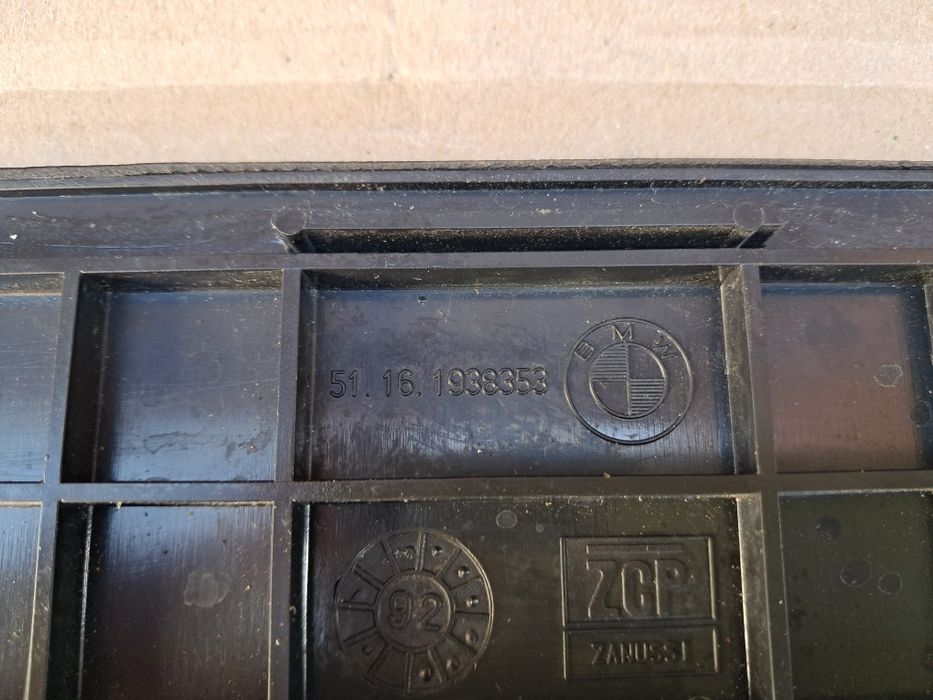 51.16.1938353
BMW
92
ZCP
ZANUSSI